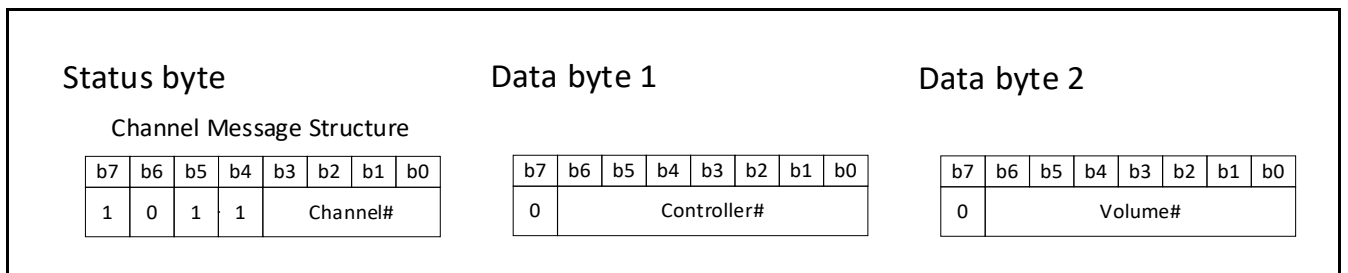 Status byte
Data byte 1
Data byte 2
Channel Message Structure
b7 b6 b5 b4 b3 b2 b1 b0
b7 b6 b5 b4 b3 b2 b1 b0
b7 b6 b5 b4 b3 b2 b1 b0
1 0 1 1 Channel#
0 Controller#
0 Volume#